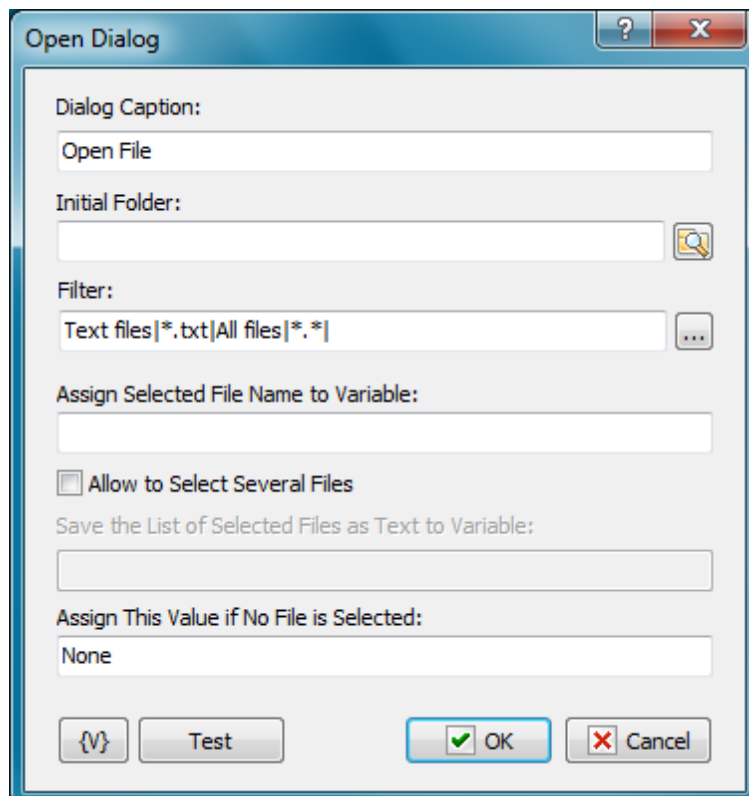 Open Dialog
?
Dialog Caption:
Open File
Initial Folder:
Filter:
Text files|*.txt|All files|*.*|
...
Assign Selected File Name to Variable:
Allow to Select Several Files
Save the List of Selected Files as Text to Variable:
Assign This Value if No File is Selected:
None
{V} Test OK Cancel